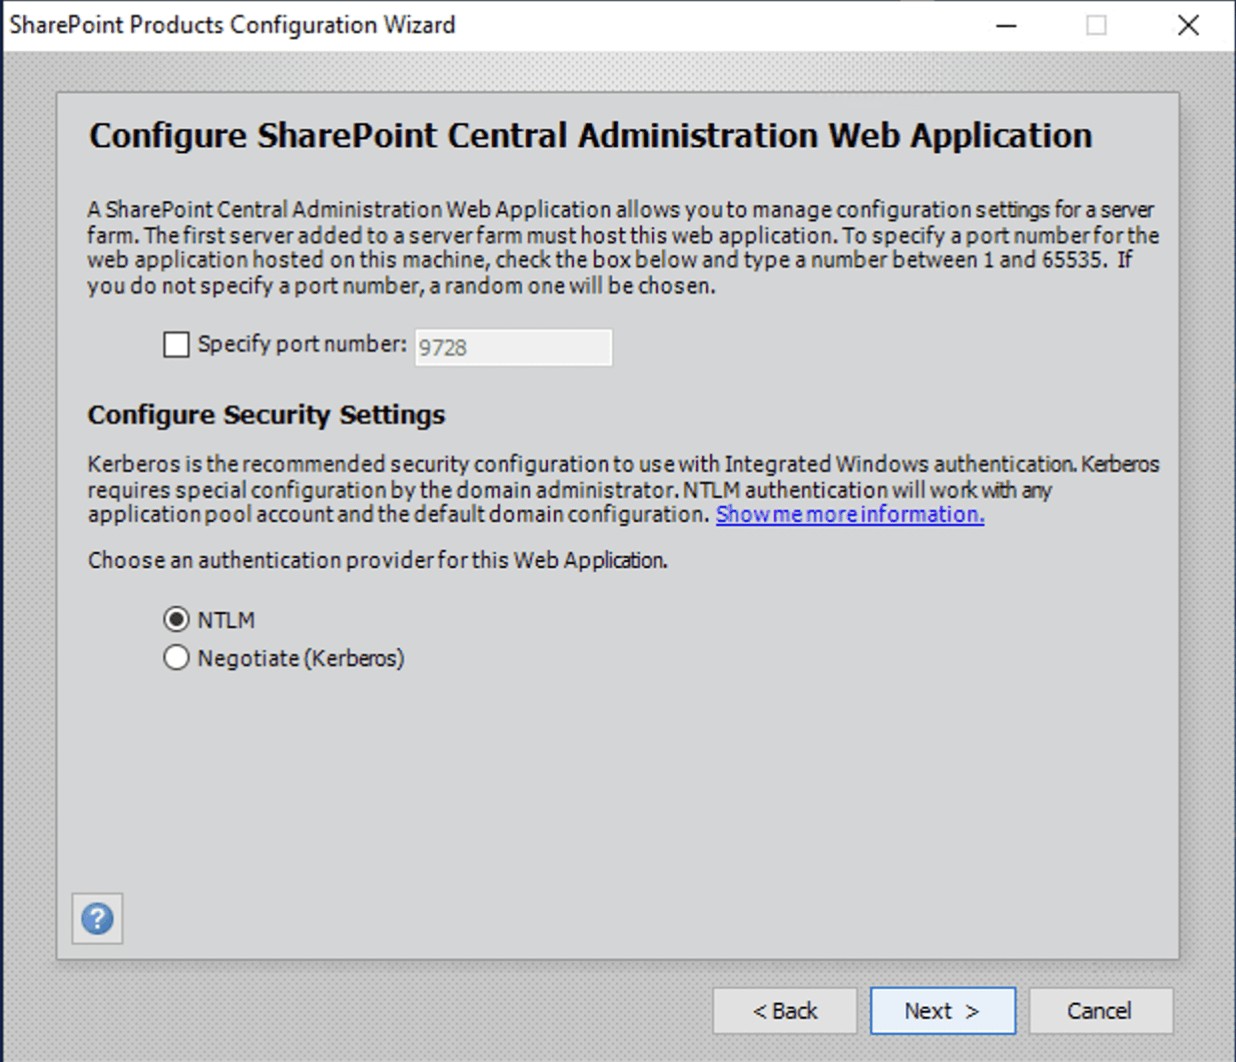 SharePoint Products Configuration Wizard
Configure SharePoint Central Administration Web Application
A SharePoint Central Administration Web Application allows you to manage configuration settings for a server
farm. The first server added to a server farm must host this web application. To specify a port number for the
web application hosted on this machine, check the box below and type a number between 1 and 65535. If
you do not specify a port number, a random one will be chosen.
Specify port number: 9728
Configure Security Settings
Kerberos is the recommended security configuration to use with Integrated Windows authentication. Kerberos
requires special configuration by the domain administrator. NTLM authentication will work with any
application pool account and the default domain configuration. Show me more information.
Choose an authentication provider for this Web Application.
NTLM
Negotiate (Kerberos)
?
< Back Next > Cancel